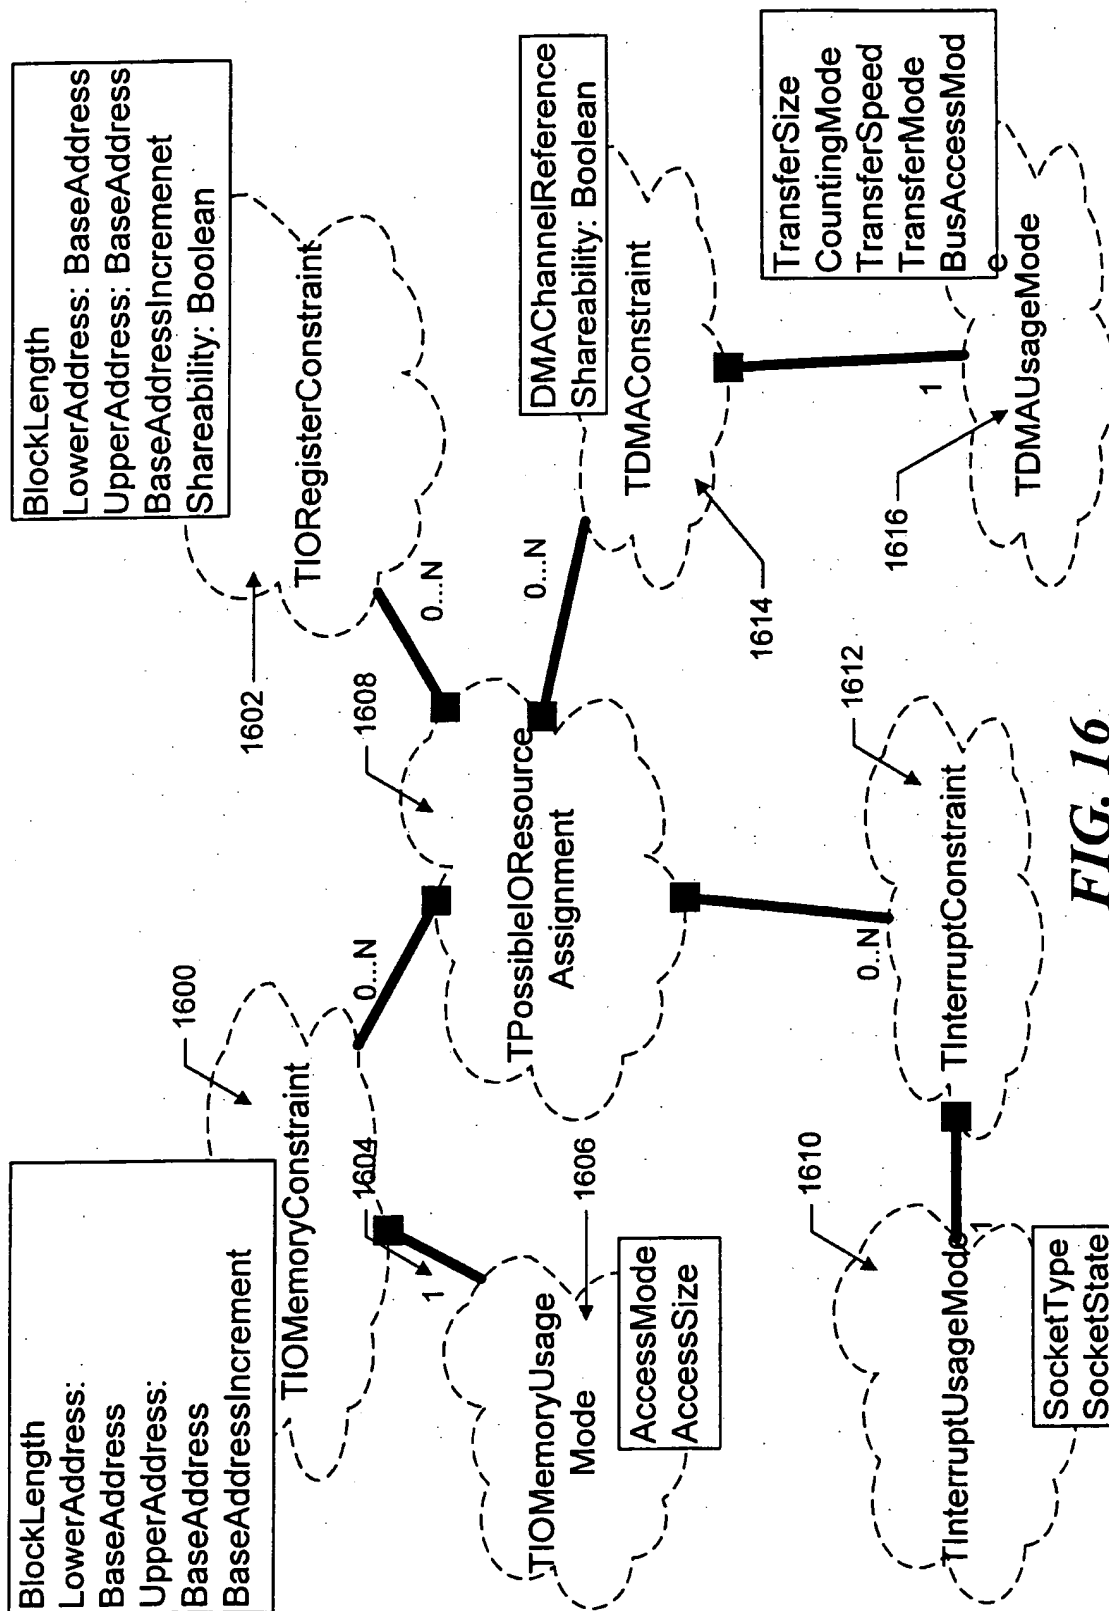 BlockLength
LowerAddress:
BaseAddress
UpperAddress:
BaseAddress
BaseAddressIncrement
TIOMemoryConstraint
1600
0...N
1604
1
TIOMemoryUsage
Mode
1606
AccessMode
AccessSize
BlockLength
LowerAddress: BaseAddress
UpperAddress: BaseAddress
BaseAddressIncremenet
Shareability: Boolean
TIORegisterConstraint
1602
0...N
1608
TPossibleIOResource
Assignment
DMAChannelReference
Shareability: Boolean
TDMAConstraint
0...N
1614
TransferSize
CountingMode
TransferSpeed
TransferMode
BusAccessMod
e
1
TDMAUsageMode
1616
0...N
1612
TInterruptConstraint
1610
TInterruptUsageMode
1
SocketType
SocketState
FIG. 16